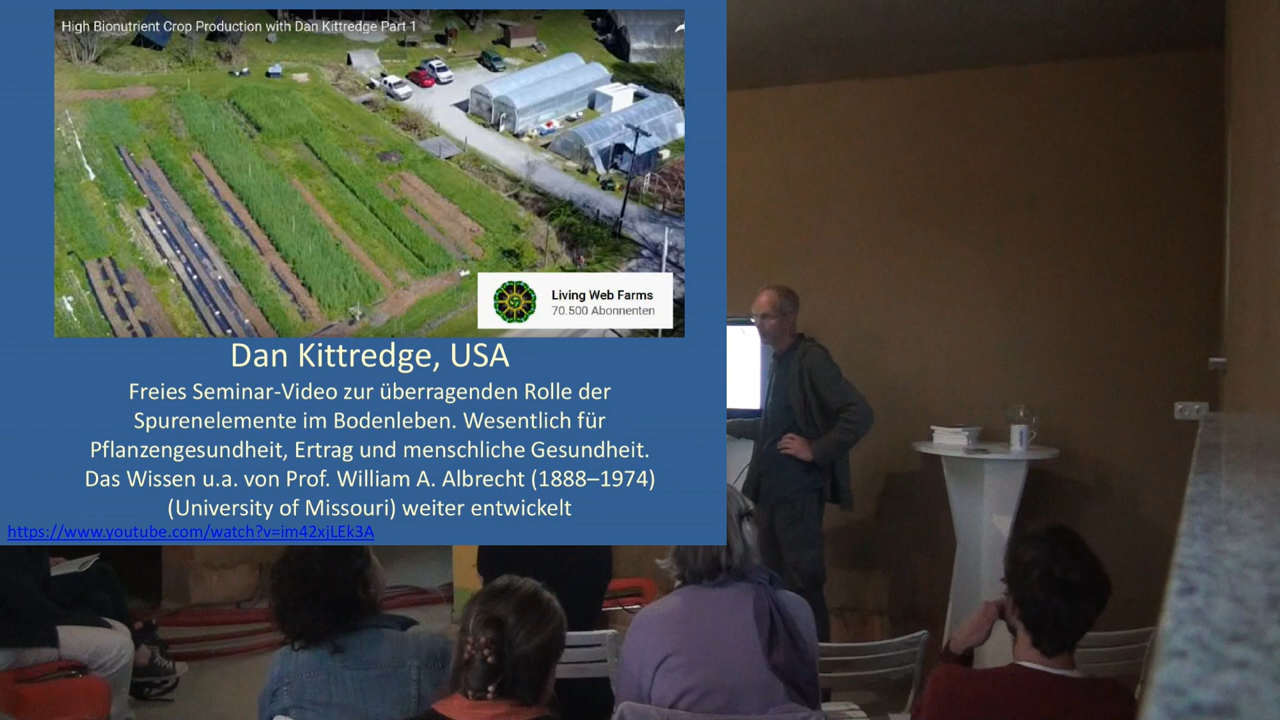 High Bionutrient Crop Production with Dan Kittredge Part 1
Living Web Farms
70.500 Abonnenten
Dan Kittredge, USA
Freies Seminar-Video zur überragenden Rolle der
Spurenelemente im Bodenleben. Wesentlich für
Pflanzengesundheit, Ertrag und menschliche Gesundheit.
Das Wissen u.a. von Prof. William A. Albrecht (1888–1974)
(University of Missouri) weiter entwickelt
https://www.youtube.com/watch?v=im42xjLEk3A